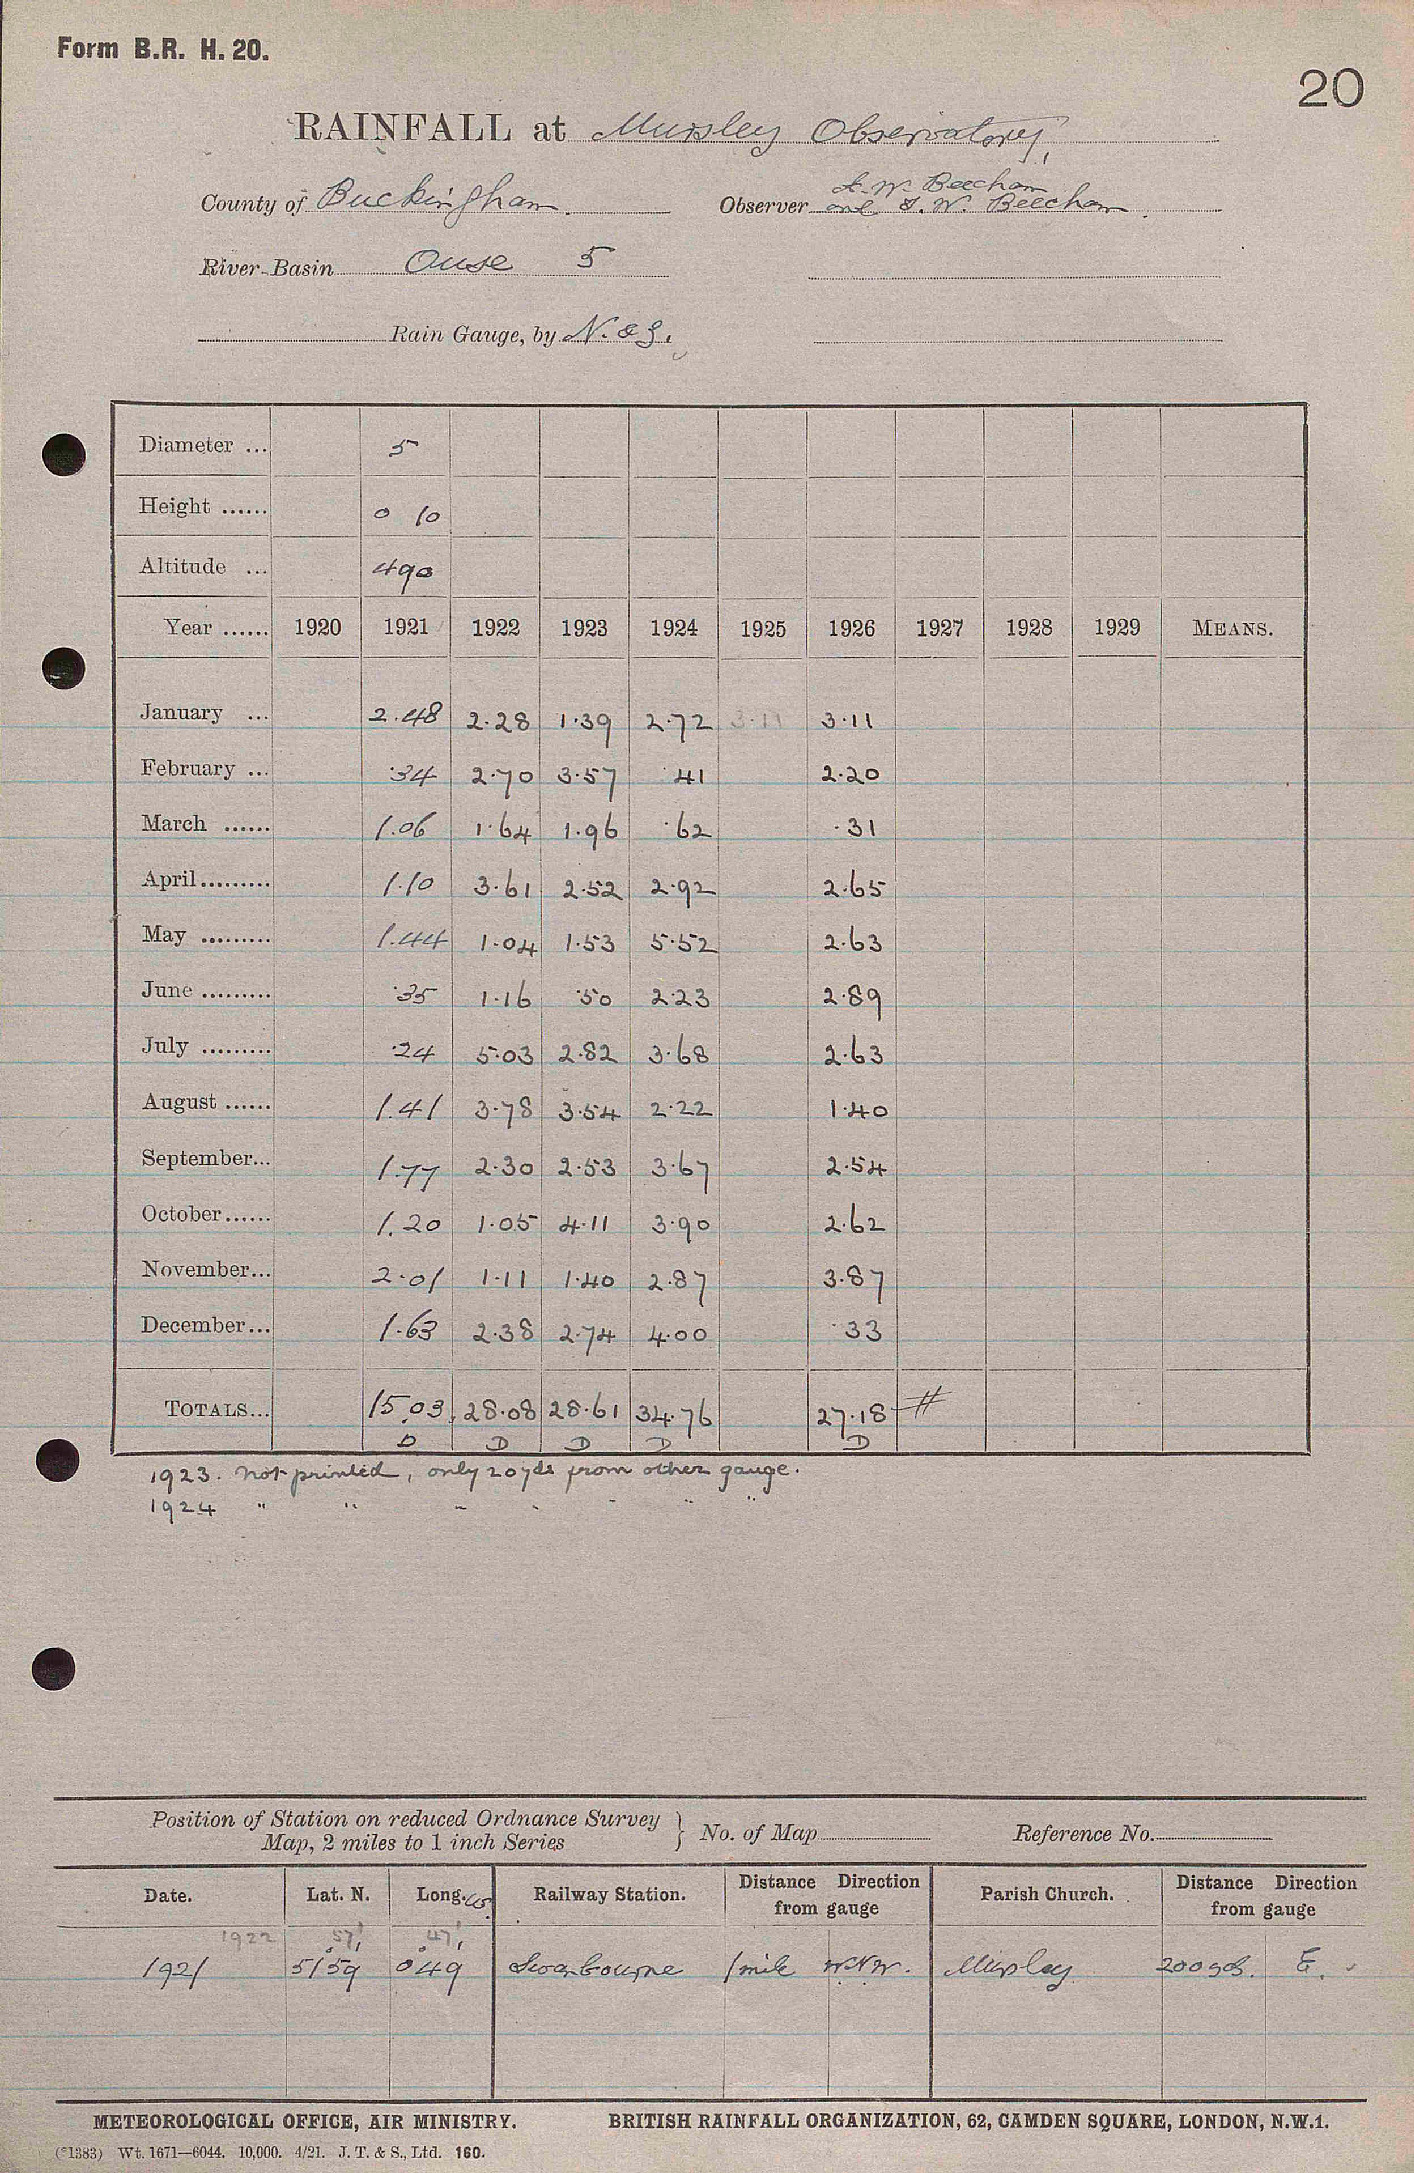 Form B.R. H. 20.
20
RAINFALL at Mursley Observatory,
County of Buckingham. Observer A. W. Beecham
and S. W. Beecham.
River-Basin Ouse 5
Rain Gauge, by N. & Z.
Diameter ... 5
Height ...... 0 10
Altitude ... 490
Year ...... 1920 1921 1922 1923 1924 1925 1926 1927 1928 1929 MEANS.
January ... 2.48 2.28 1.39 2.72 3.11 3.11
February ... .34 2.70 3.57 .41 2.20
March ...... 1.06 1.64 1.96 .62 .31
April ......... 1.10 3.61 2.52 2.92 2.65
May ......... 1.44 1.04 1.53 5.52 2.63
June ......... .35 1.16 .50 2.23 2.89
July ......... .24 5.03 2.82 3.68 2.63
August ...... 1.41 3.78 3.54 2.22 1.40
September... 1.77 2.30 2.53 3.67 2.54
October...... 1.20 1.05 4.11 3.90 2.62
November... 2.01 1.11 1.40 2.87 3.87
December... 1.63 2.38 2.74 4.00 .33
TOTALS... 15.03 28.08 28.61 34.76 27.18 #
D D D D D
1923. Not printed, only 20 yds from other gauge.
1924 " " " " " " "
Position of Station on reduced Ordnance Survey
Map, 2 miles to 1 inch Series } No. of Map Reference No.
Date. Lat. N. Long. W. Railway Station. Distance Direction from gauge Parish Church. Distance Direction from gauge
1922 57' 47'
1921 51°59' 0°49' Swanbourne 1 mile WNW. Mursley 200 yds. E.
METEOROLOGICAL OFFICE, AIR MINISTRY. BRITISH RAINFALL ORGANIZATION, 62, CAMDEN SQUARE, LONDON, N.W.1.
1383) Wt. 1671—6044. 10,000. 4/21. J. T. & S., Ltd. 160.